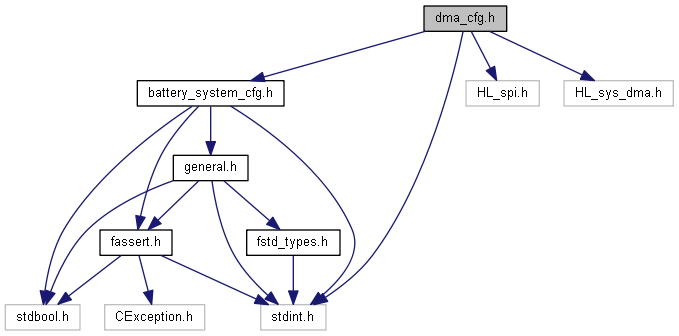 dma_cfg.h
battery_system_cfg.h
HL_spi.h
HL_sys_dma.h
general.h
fassert.h
fstd_types.h
stdbool.h
CException.h
stdint.h